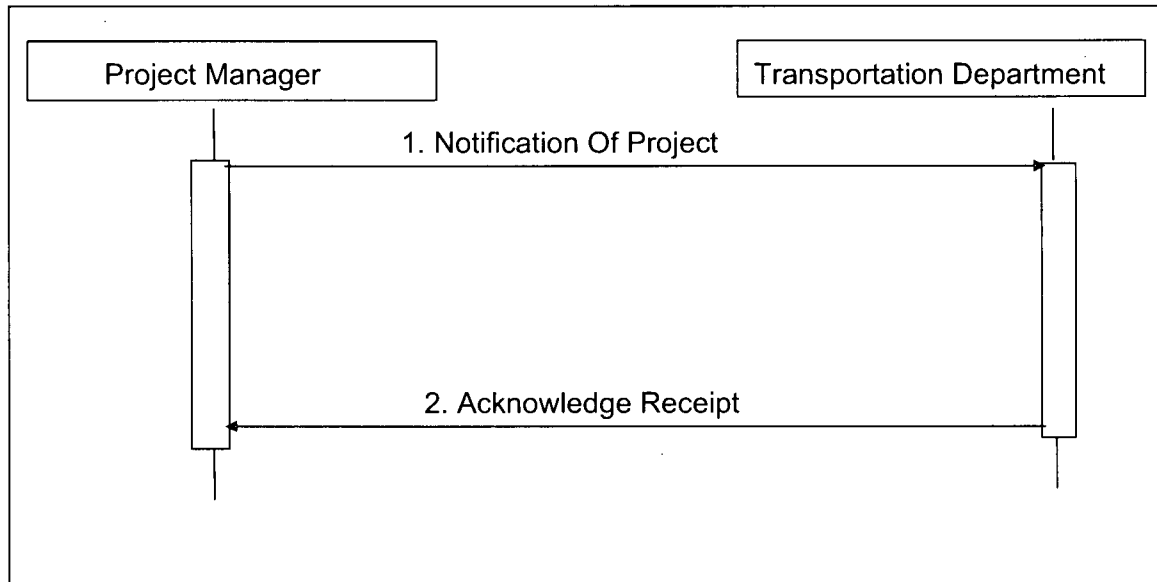 Project Manager
Transportation Department
1. Notification Of Project
2. Acknowledge Receipt